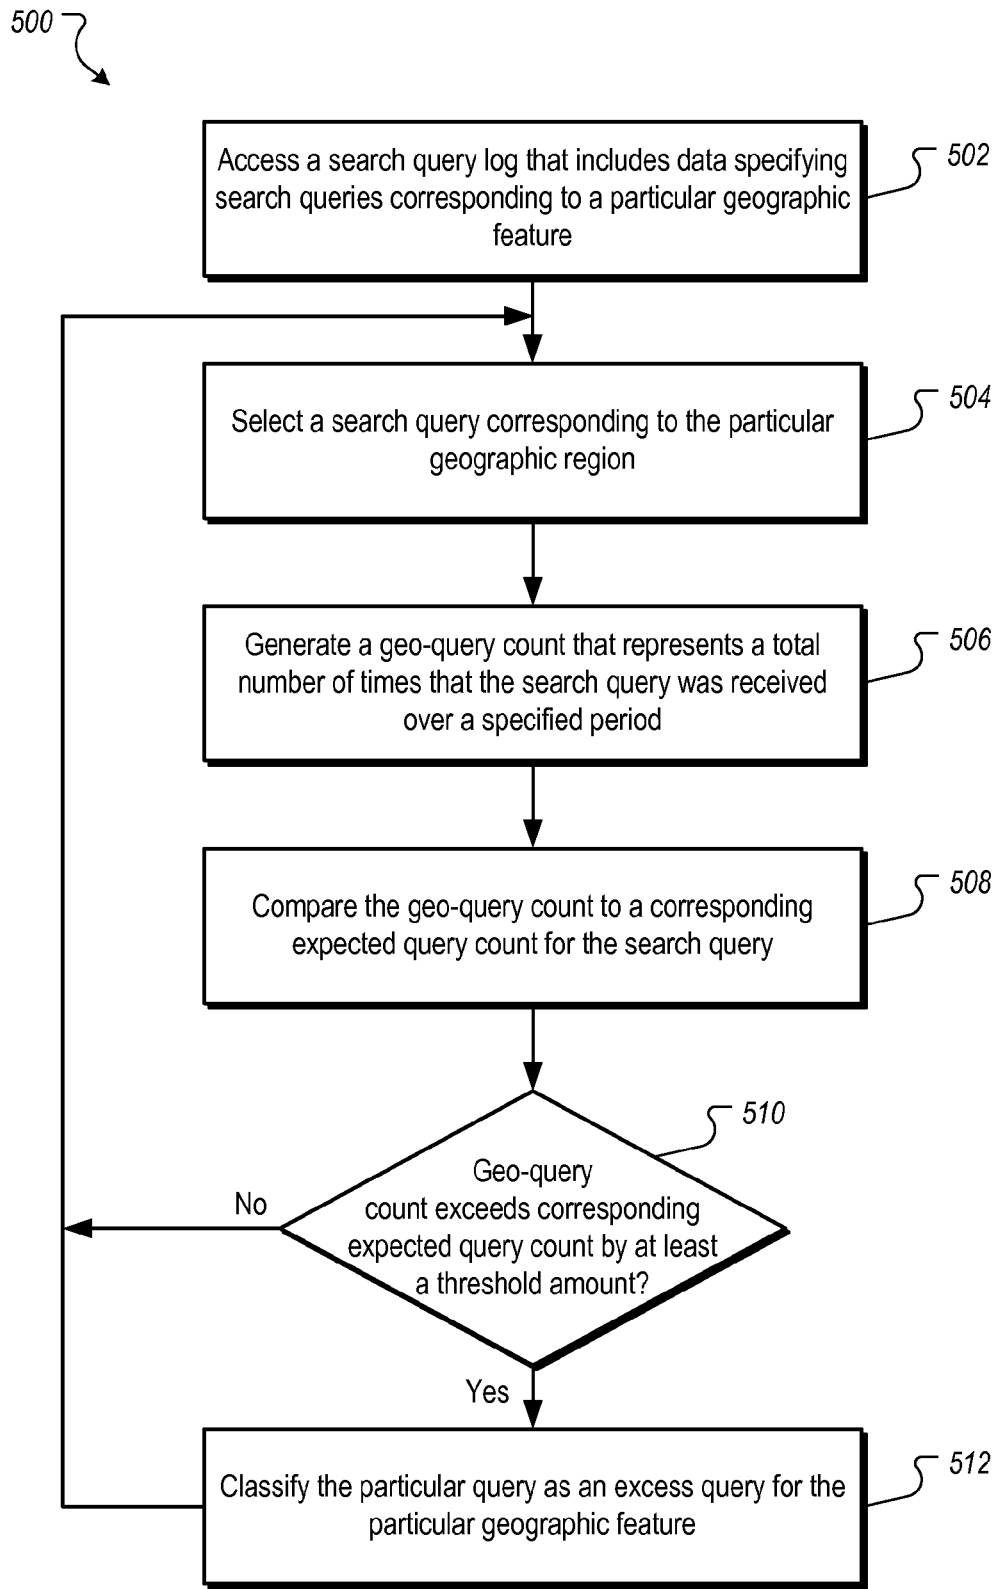 500
Access a search query log that includes data specifying
search queries corresponding to a particular geographic
feature
502
Select a search query corresponding to the particular
geographic region
504
Generate a geo-query count that represents a total
number of times that the search query was received
over a specified period
506
Compare the geo-query count to a corresponding
expected query count for the search query
508
Geo-query
count exceeds corresponding
expected query count by at least
a threshold amount?
510
No
Yes
Classify the particular query as an excess query for the
particular geographic feature
512